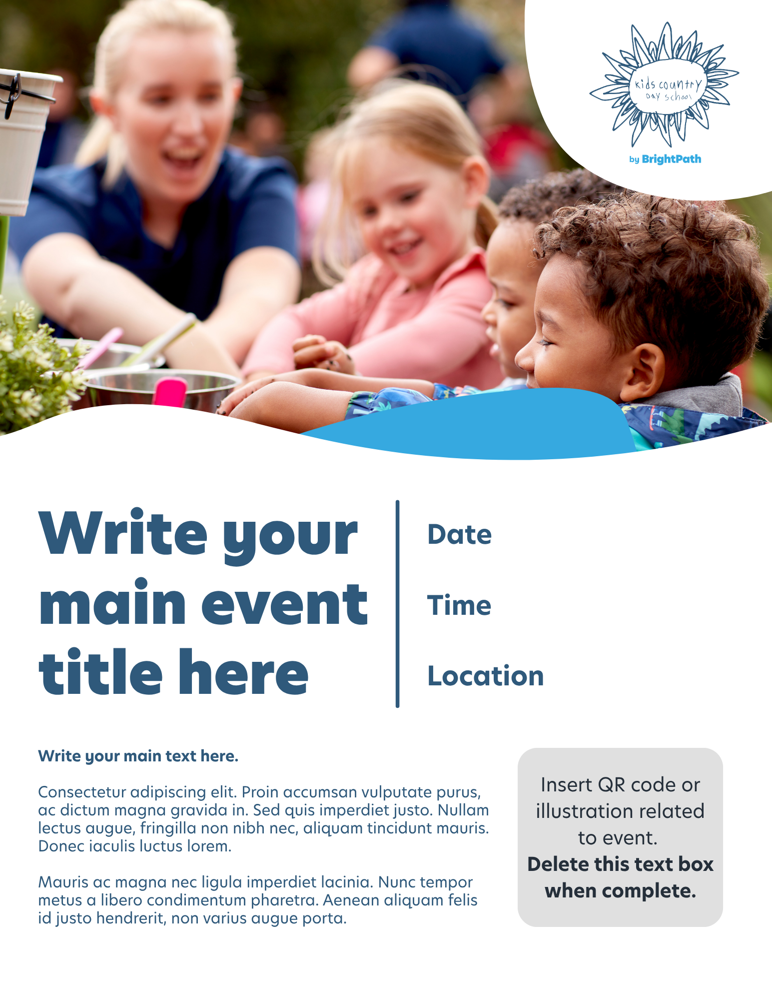 kids country
Day school
by BrightPath
Write your
main event
title here
Date
Time
Location
Write your main text here.
Consectetur adipiscing elit. Proin accumsan vulputate purus,
ac dictum magna gravida in. Sed quis imperdiet justo. Nullam
lectus augue, fringilla non nibh nec, aliquam tincidunt mauris.
Donec iaculis luctus lorem.
Mauris ac magna nec ligula imperdiet lacinia. Nunc tempor
metus a libero condimentum pharetra. Aenean aliquam felis
id justo hendrerit, non varius augue porta.
Insert QR code or
illustration related
to event.
Delete this text box
when complete.